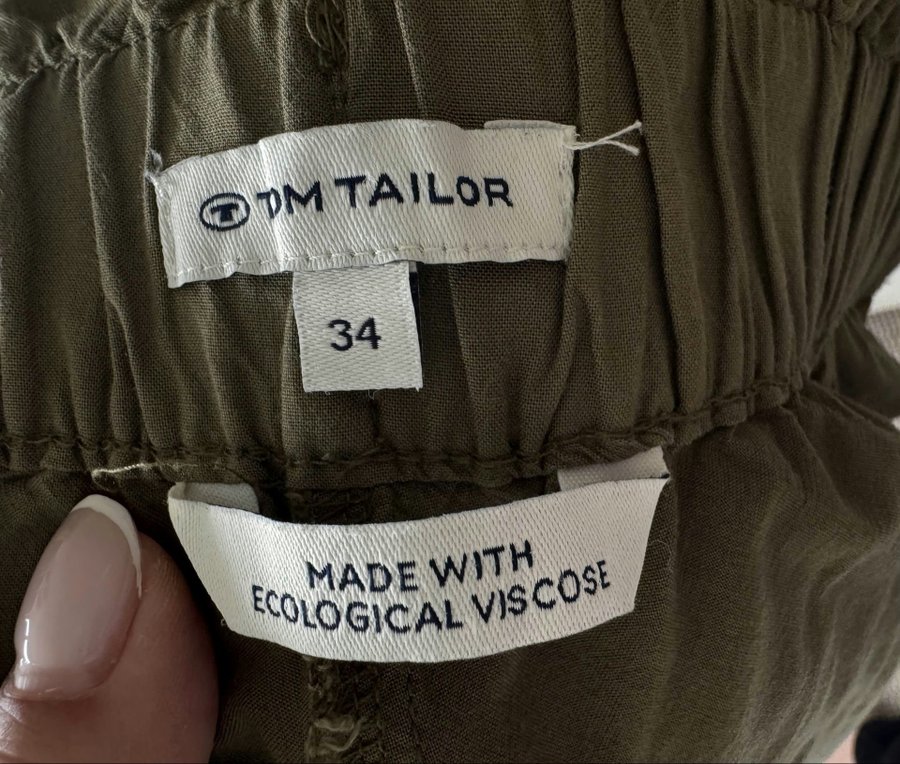 TOM TAILOR
34
MADE WITH
ECOLOGICAL VISCOSE